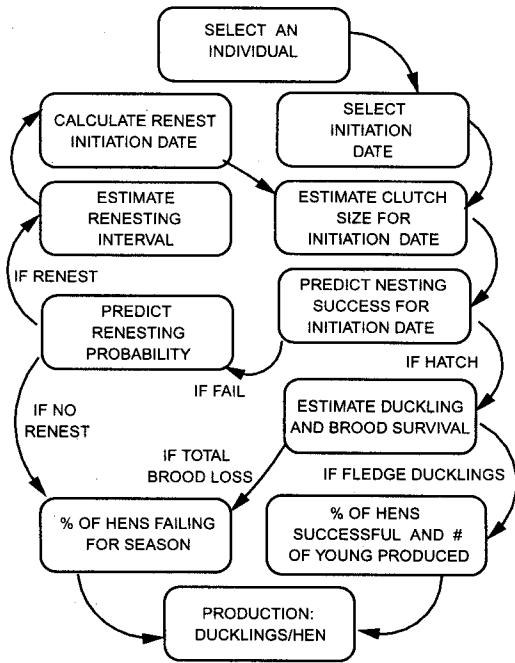 SELECT AN
INDIVIDUAL
CALCULATE RENEST
INITIATION DATE
SELECT
INITIATION
DATE
ESTIMATE
RENESTING
INTERVAL
ESTIMATE CLUTCH
SIZE FOR
INITIATION DATE
IF RENEST
PREDICT
RENESTING
PROBABILITY
PREDICT NESTING
SUCCESS FOR
INITIATION DATE
IF FAIL
IF HATCH
IF NO
RENEST
ESTIMATE DUCKLING
AND BROOD SURVIVAL
IF TOTAL
BROOD LOSS
IF FLEDGE DUCKLINGS
% OF HENS FAILING
FOR SEASON
% OF HENS
SUCCESSFUL AND #
OF YOUNG PRODUCED
PRODUCTION:
DUCKLINGS/HEN